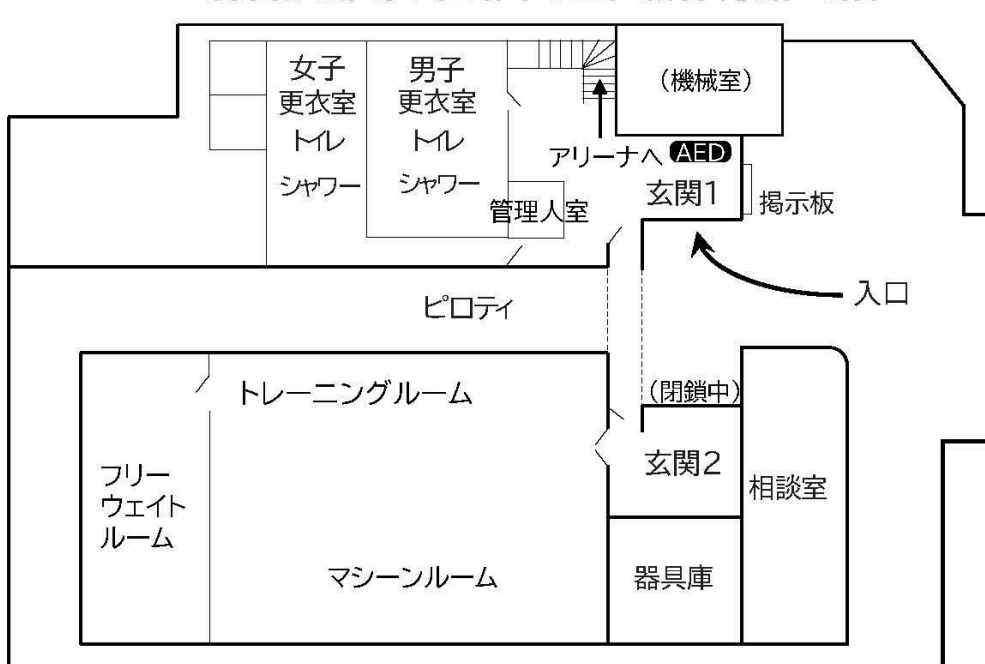 女子
更衣室
トイレ
シャワー
男子
更衣室
トイレ
シャワー
(機械室)
アリーナへ AED
玄関1
管理人室
掲示板
入口
ピロティ
トレーニングルーム
(閉鎖中)
玄関2
相談室
フリー
ウェイト
ルーム
マシーンルーム
器具庫